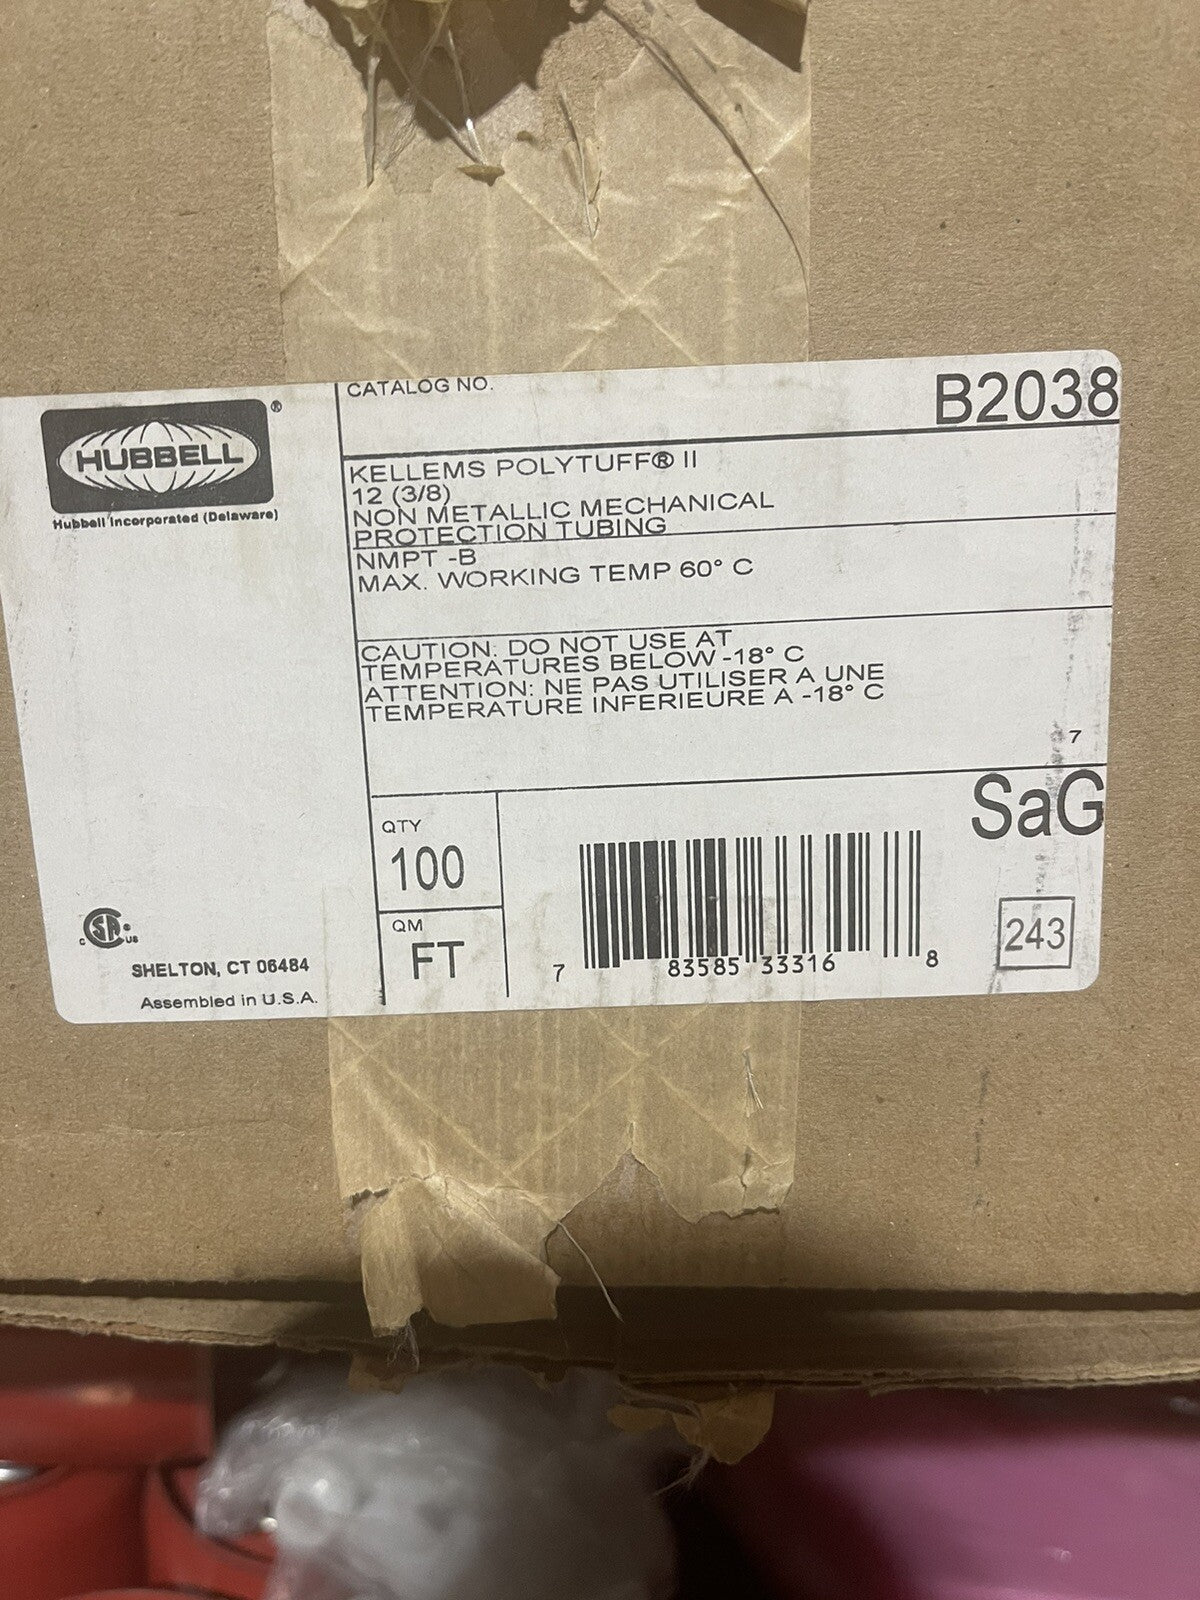 HUBBELL®
Hubbell Incorporated (Delaware)
CATALOG NO.
B2038
KELLEMS POLYTUFF® II
12 (3/8)
NON METALLIC MECHANICAL
PROTECTION TUBING
NMPT -B
MAX. WORKING TEMP 60° C
CAUTION: DO NOT USE AT
TEMPERATURES BELOW -18° C
ATTENTION: NE PAS UTILISER A UNE
TEMPERATURE INFERIEURE A -18° C
7
SaG
QTY
100
QM
FT
7 83585 33316 8
243
C SA® US
SHELTON, CT 06484
Assembled in U.S.A.